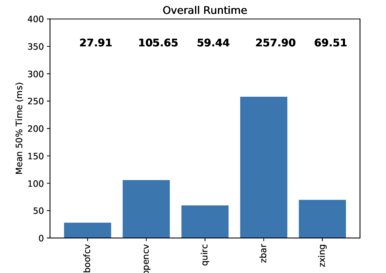 Overall Runtime
400
350
300
250
200
150
100
50
0
Mean 50% Time (ms)
27.91 105.65 59.44 257.90 69.51
boofcv
opencv
quirc
zbar
zxing